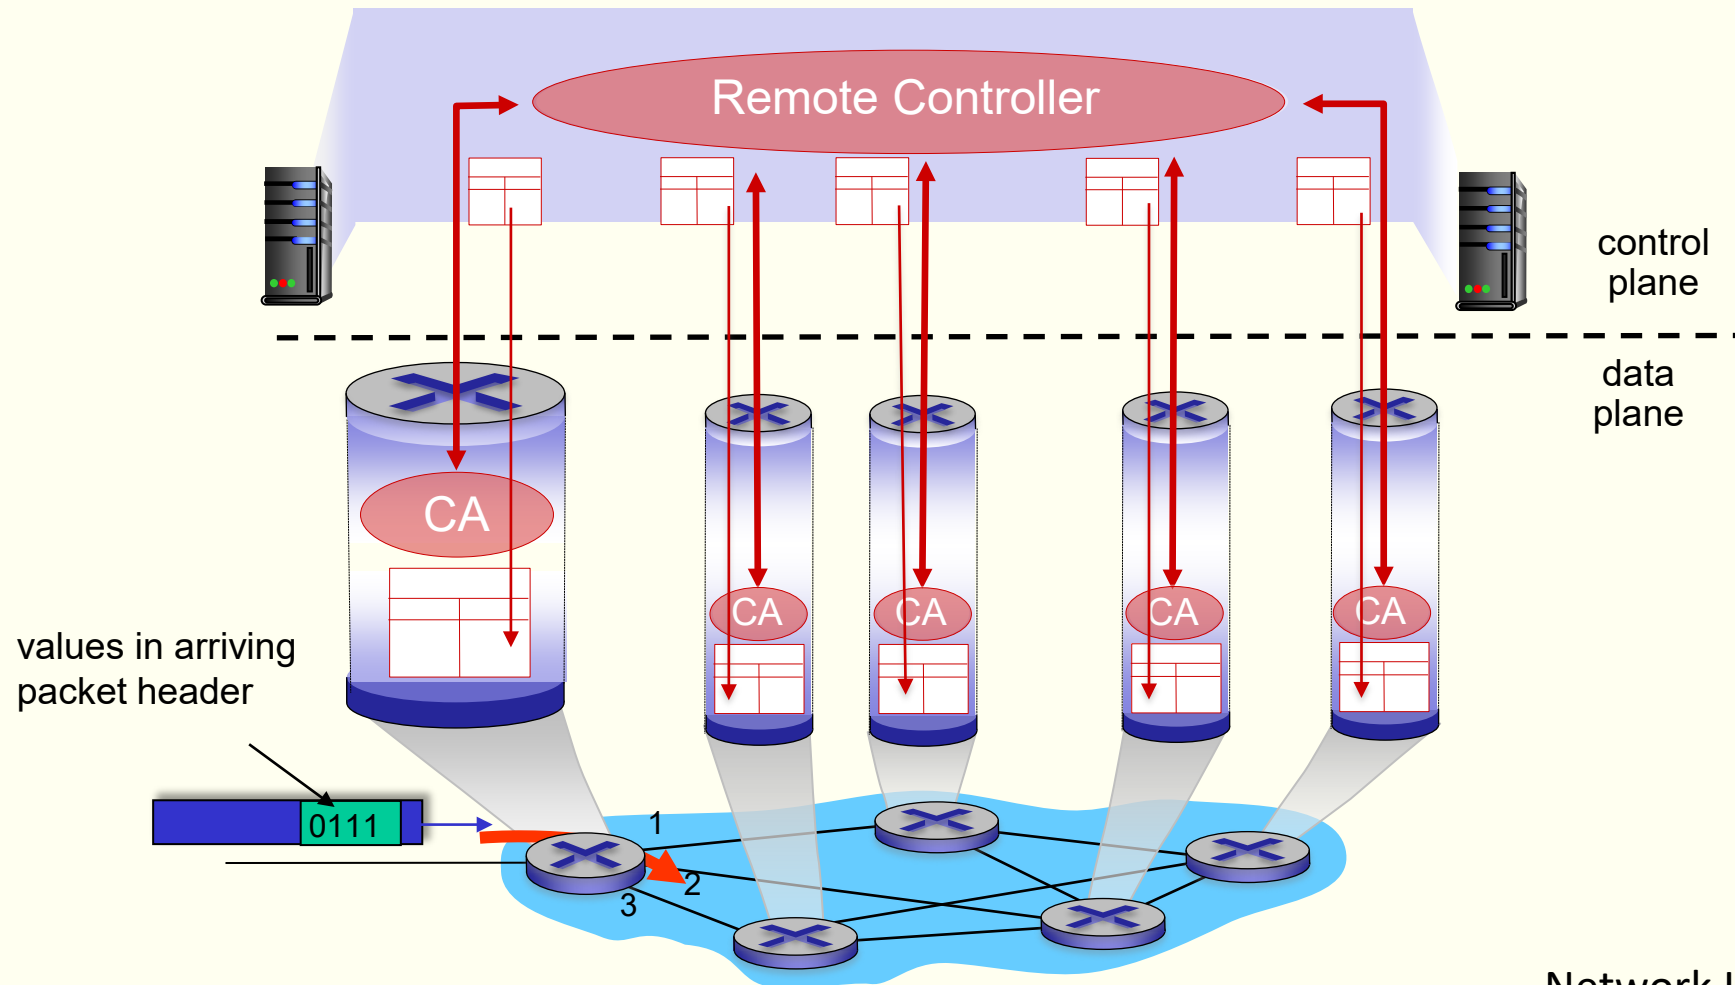 Remote Controller
control
plane
data
plane
CA
CA
CA
CA
CA
values in arriving
packet header
0111
1
2
3
Network